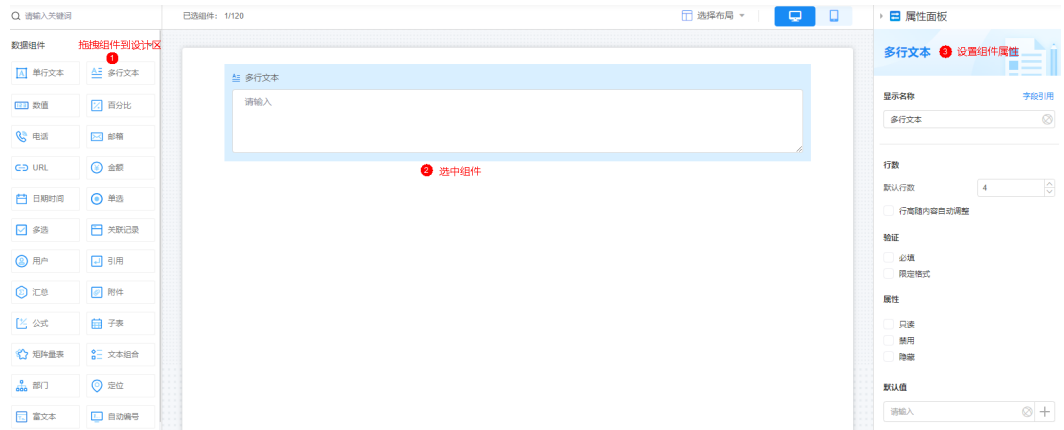 请输入关键词
已选组件： 1/120
选择布局
属性面板
数据组件
拖拽组件到设计区
1
单行文本
多行文本
数值
百分比
电话
邮箱
URL
金额
日期时间
单选
多选
关联记录
用户
引用
汇总
附件
公式
子表
矩阵量表
文本组合
部门
定位
富文本
自动编号
多行文本
请输入
2 选中组件
多行文本
3 设置组件属性
显示名称
字段引用
多行文本
行数
默认行数
4
行高随内容自动调整
验证
必填
限定格式
属性
只读
禁用
隐藏
默认值
请输入